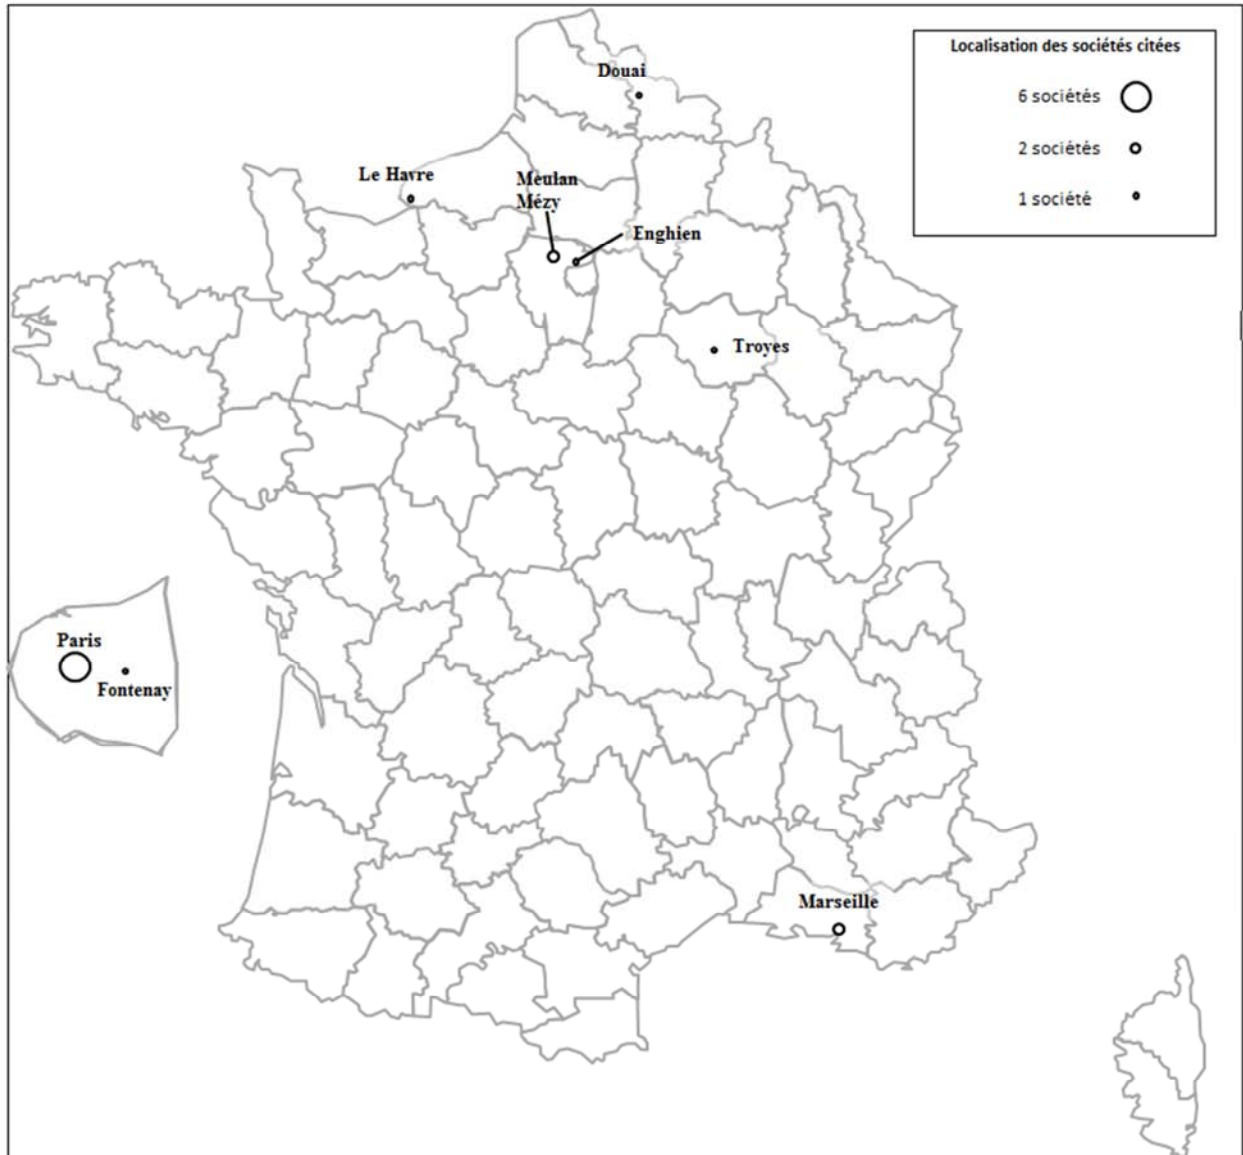 Localisation des sociétés citées
6 sociétés
2 sociétés
1 société
Douai
Le Havre
Meulan
Mézy
Enghien
Troyes
Paris
Fontenay
Marseille